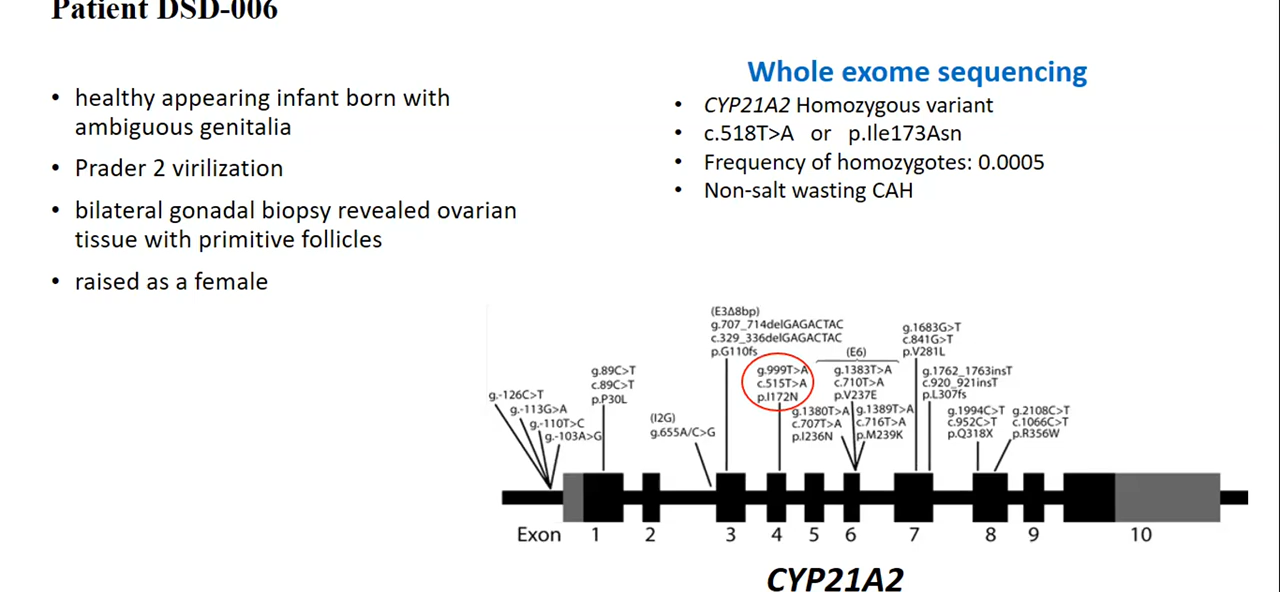 Patient DSD-006
• healthy appearing infant born with
ambiguous genitalia
• Prader 2 virilization
• bilateral gonadal biopsy revealed ovarian
tissue with primitive follicles
• raised as a female
Whole exome sequencing
• CYP21A2 Homozygous variant
• c.518T>A or p.Ile173Asn
• Frequency of homozygotes: 0.0005
• Non-salt wasting CAH
g.-126C>T
g.-113G>A
g.-110T>C
g.-103A>G
g.89C>T
c.89C>T
p.P30L
(I2G)
g.655A/C>G
(E3Δ8bp)
g.707_714delGAGACTAC
c.329_336delGAGACTAC
p.G110fs
g.999T>A
c.515T>A
p.I172N
(E6)
g.1380T>A
c.707T>A
p.I236N
g.1383T>A
c.710T>A
p.V237E
g.1389T>A
c.716T>A
p.M239K
g.1683G>T
c.841G>T
p.V281L
g.1762_1763insT
c.920_921insT
p.L307fs
g.1994C>T
c.952C>T
p.Q318X
g.2108C>T
c.1066C>T
p.R356W
Exon 1 2 3 4 5 6 7 8 9 10
CYP21A2